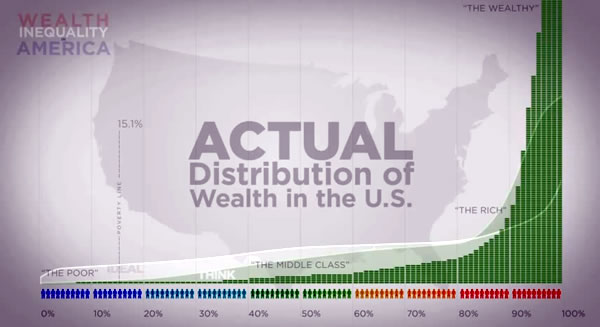 WEALTH
INEQUALITY
IN
AMERICA
"THE WEALTHY"
15.1%
ACTUAL
Distribution of
Wealth in the U.S.
POVERTY LINE
"THE RICH"
"THE POOR"
IDEAL
THINK
"THE MIDDLE CLASS"
0% 10% 20% 30% 40% 50% 60% 70% 80% 90% 100%